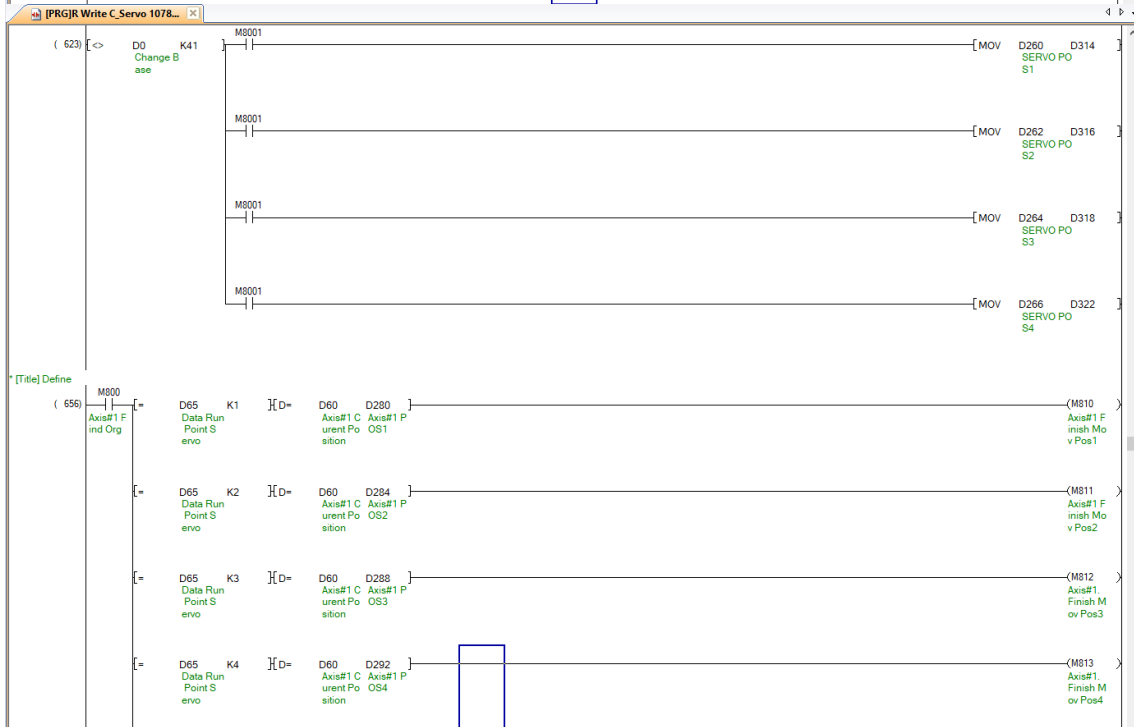 [PRG]R Write C_Servo 1078...
M8001
( 623) [<> D0 K41 ] [MOV D260 D314 ]
Change B
ase
SERVO PO
S1
M8001
[MOV D262 D316 ]
SERVO PO
S2
M8001
[MOV D264 D318 ]
SERVO PO
S3
M8001
[MOV D266 D322 ]
SERVO PO
S4
* [Title] Define
M800
( 656) [= D65 K1 ][D= D60 D280 ] (M810 )
Axis#1 F
ind Org
Data Run
Point S
ervo
Axis#1 C
urent Po
sition
Axis#1 P
OS1
Axis#1 F
inish Mo
v Pos1
[= D65 K2 ][D= D60 D284 ] (M811 )
Data Run
Point S
ervo
Axis#1 C
urent Po
sition
Axis#1 P
OS2
Axis#1 F
inish Mo
v Pos2
[= D65 K3 ][D= D60 D288 ] (M812 )
Data Run
Point S
ervo
Axis#1 C
urent Po
sition
Axis#1 P
OS3
Axis#1.
Finish M
ov Pos3
[= D65 K4 ][D= D60 D292 ] (M813 )
Data Run
Point S
ervo
Axis#1 C
urent Po
sition
Axis#1 P
OS4
Axis#1.
Finish M
ov Pos4